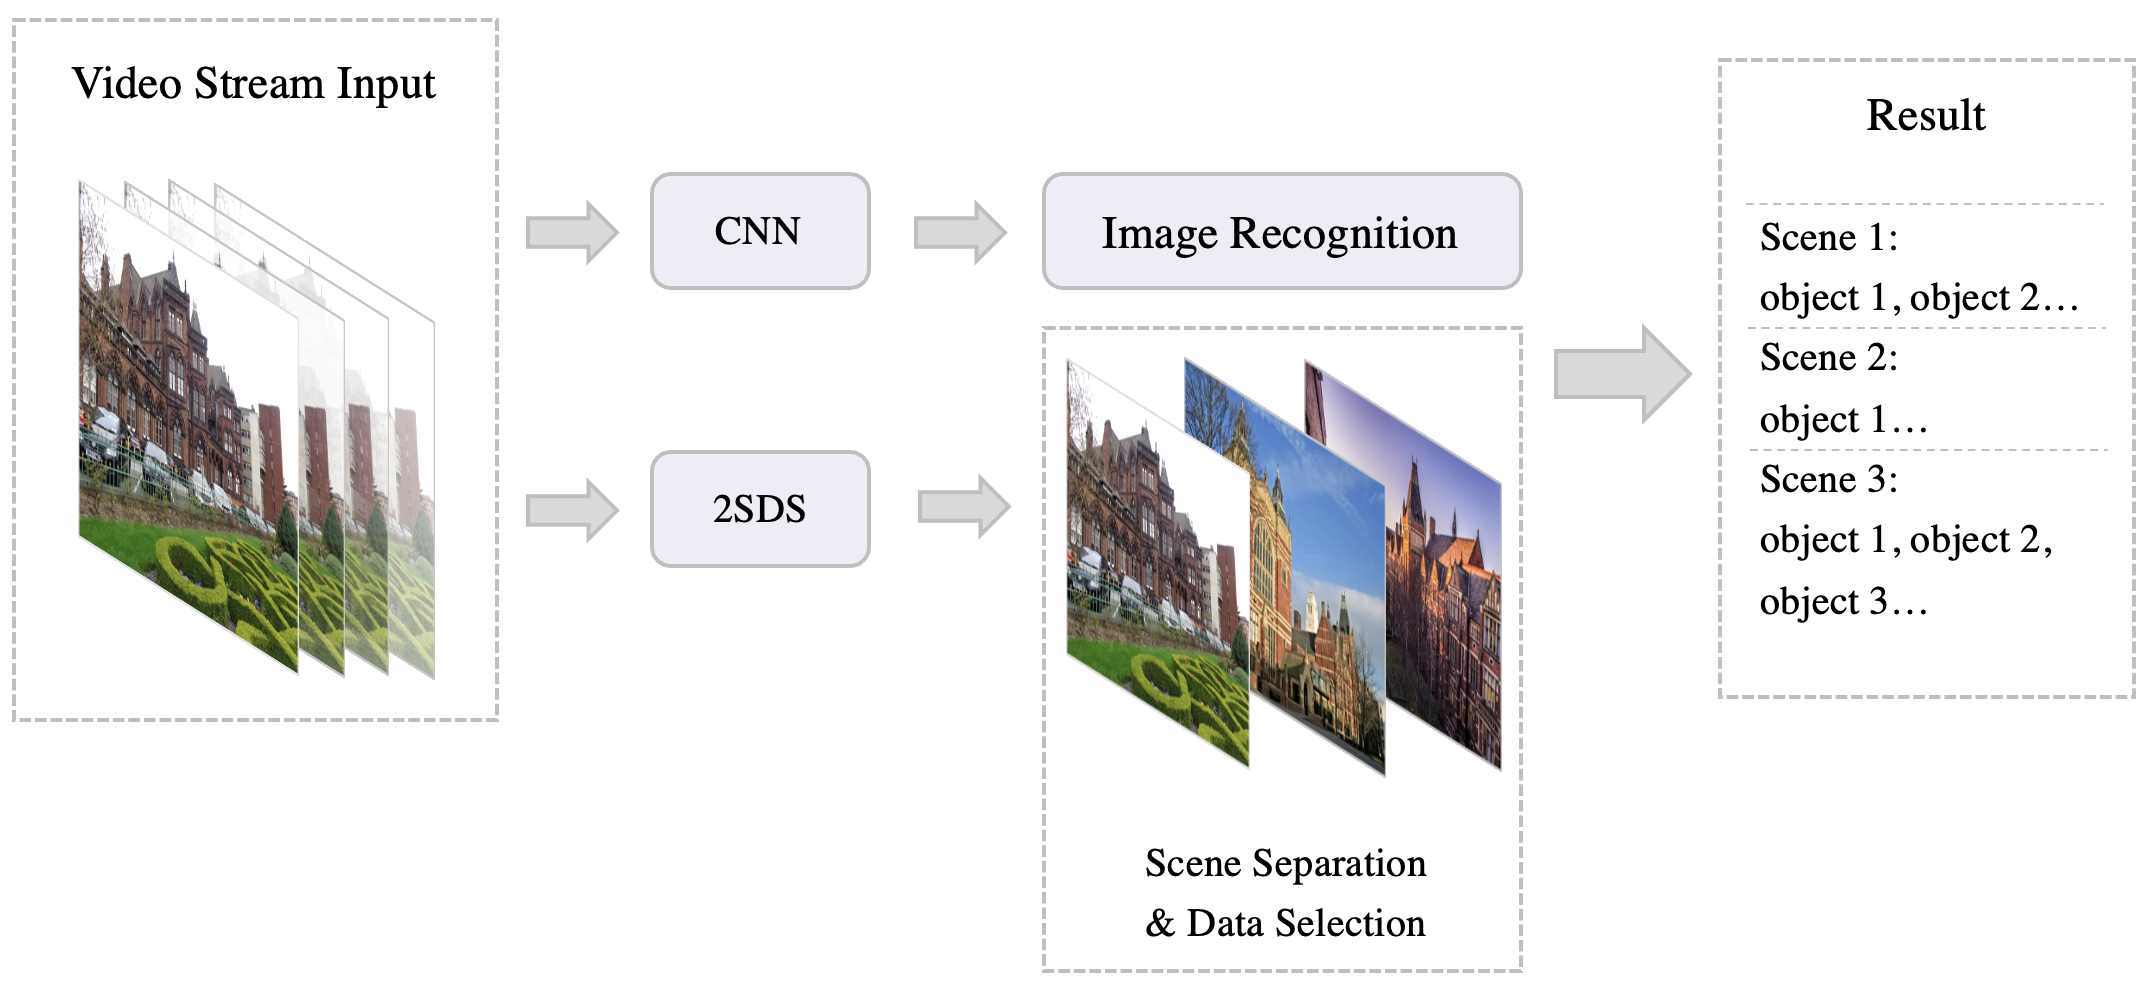 Video Stream Input
CNN
Image Recognition
2SDS
Scene Separation
& Data Selection
Result
Scene 1:
object 1, object 2…
Scene 2:
object 1…
Scene 3:
object 1, object 2,
object 3…